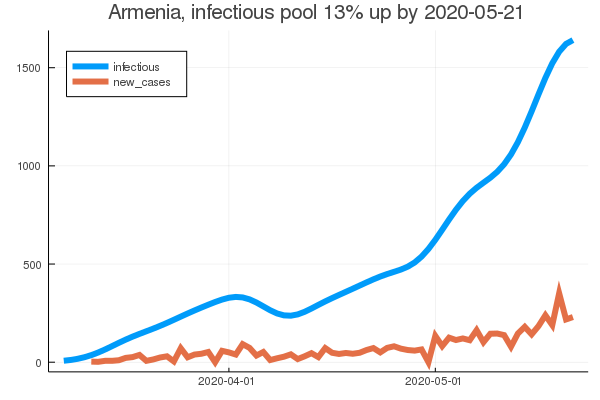 Armenia, infectious pool 13% up by 2020-05-21
infectious
new_cases
1500
1000
500
0
2020-04-01
2020-05-01